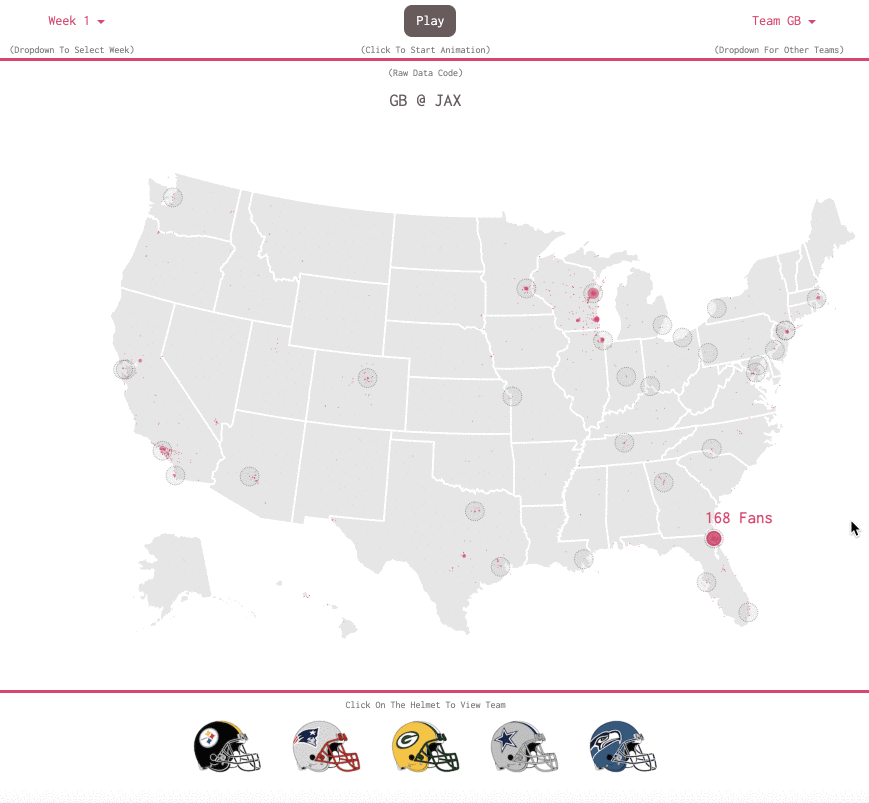 Week 1
Play
Team GB
(Dropdown To Select Week)
(Click To Start Animation)
(Dropdown For Other Teams)
(Raw Data Code)
GB @ JAX
168 Fans
Click On The Helmet To View Team
G